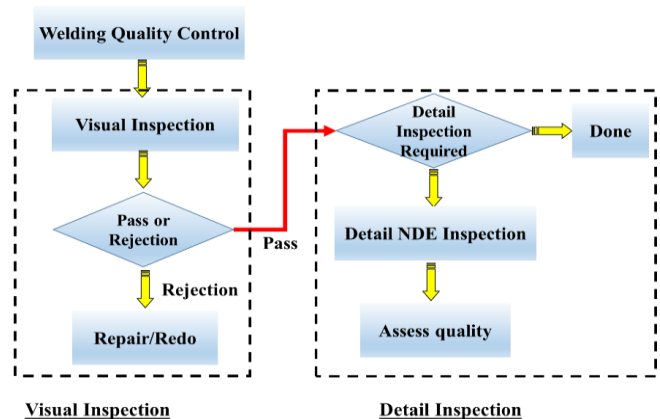 Welding Quality Control
Visual Inspection
Pass or
Rejection
Pass
Rejection
Repair/Redo
Visual Inspection
Detail
Inspection
Required
Done
Detail NDE Inspection
Assess quality
Detail Inspection